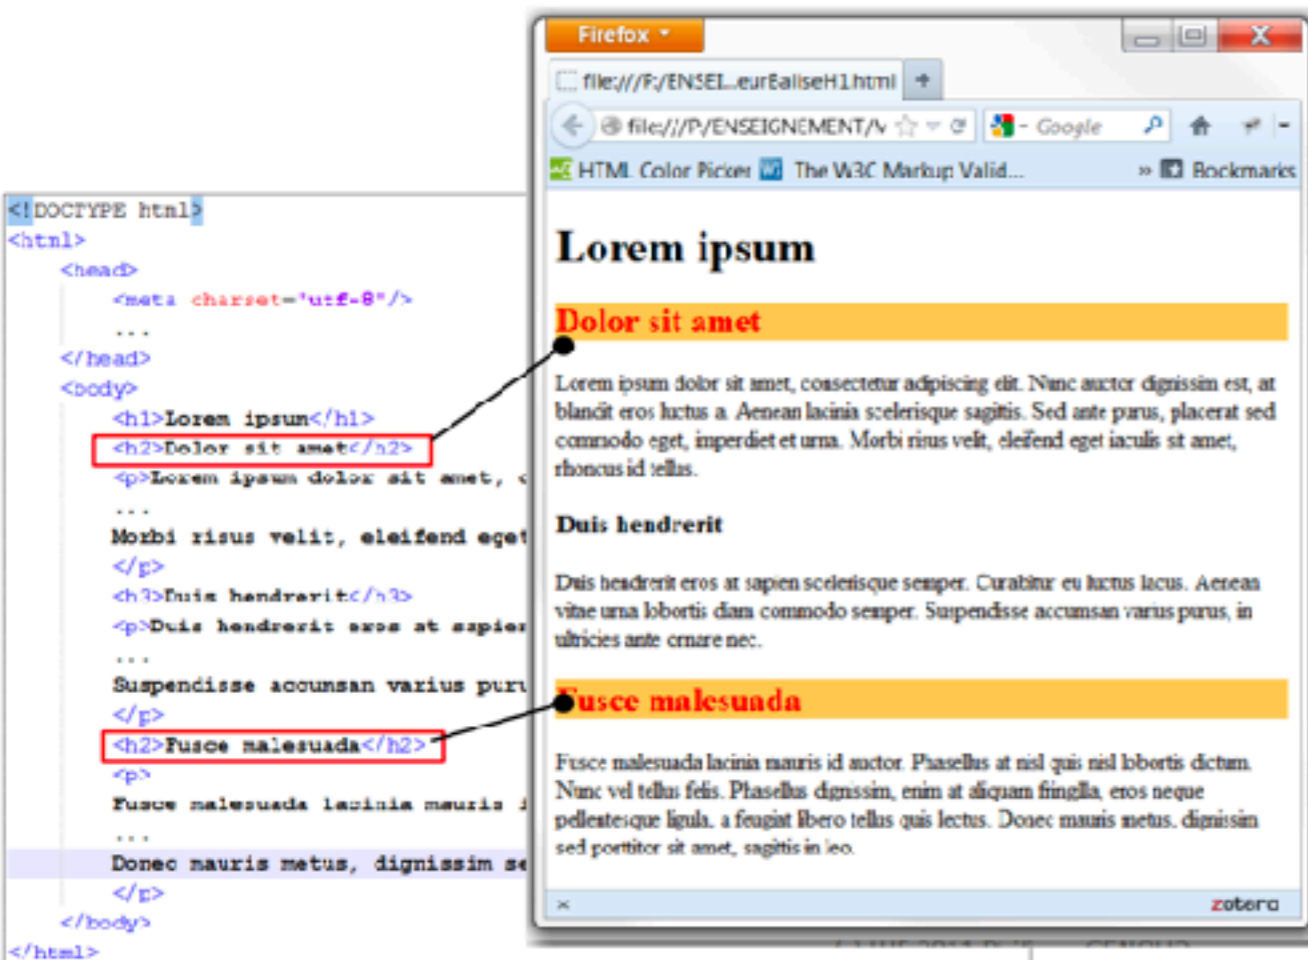 <!DOCTYPE html>
<html>
<head>
<meta charset="utf-8"/>
...
</head>
<body>
<h1>Lorem ipsum</h1>
<h2>Dolor sit amet</h2>
<p>Lorem ipsum dolor sit amet, c
...
Morbi risus velit, eleifend eget
</p>
<h3>Duis hendrerit</h3>
<p>Duis hendrerit eros at sapien
...
Suspendisse accumsan varius puru
</p>
<h2>Fusce malesuada</h2>
<p>
Fusce malesuada lacinia mauris i
...
Donec mauris metus, dignissim se
</p>
</body>
</html>
Firefox
file:///P:/ENSEI...eurBaliseH1.html +
file:///P:/ENSEIGNEMENT/ Google
HTML Color Picker The W3C Markup Valid... » Bookmarks
Lorem ipsum
Dolor sit amet
Lorem ipsum dolor sit amet, consectetur adipiscing elit. Nunc auctor dignissim est, at
blandit eros luctus a. Aenean lacinia scelerisque sagittis. Sed ante purus, placerat sed
commodo eget, imperdiet et urna. Morbi risus velit, eleifend eget iaculis sit amet,
rhoncus id tellus.
Duis hendrerit
Duis hendrerit eros at sapien scelerisque semper. Curabitur eu luctus lacus. Aenean
vitae urna lobortis diam commodo semper. Suspendisse accumsan varius purus, in
ultricies ante ornare nec.
Fusce malesuada
Fusce malesuada lacinia mauris id auctor. Phasellus at nisl quis nisl lobortis dictum.
Nunc vel tellus felis. Phasellus dignissim, enim at aliquam fringilla, eros neque
pellentesque ligula, a feugiat libero tellus quis lectus. Donec mauris metus, dignissim
sed porttitor sit amet, sagittis in leo.
× zotero